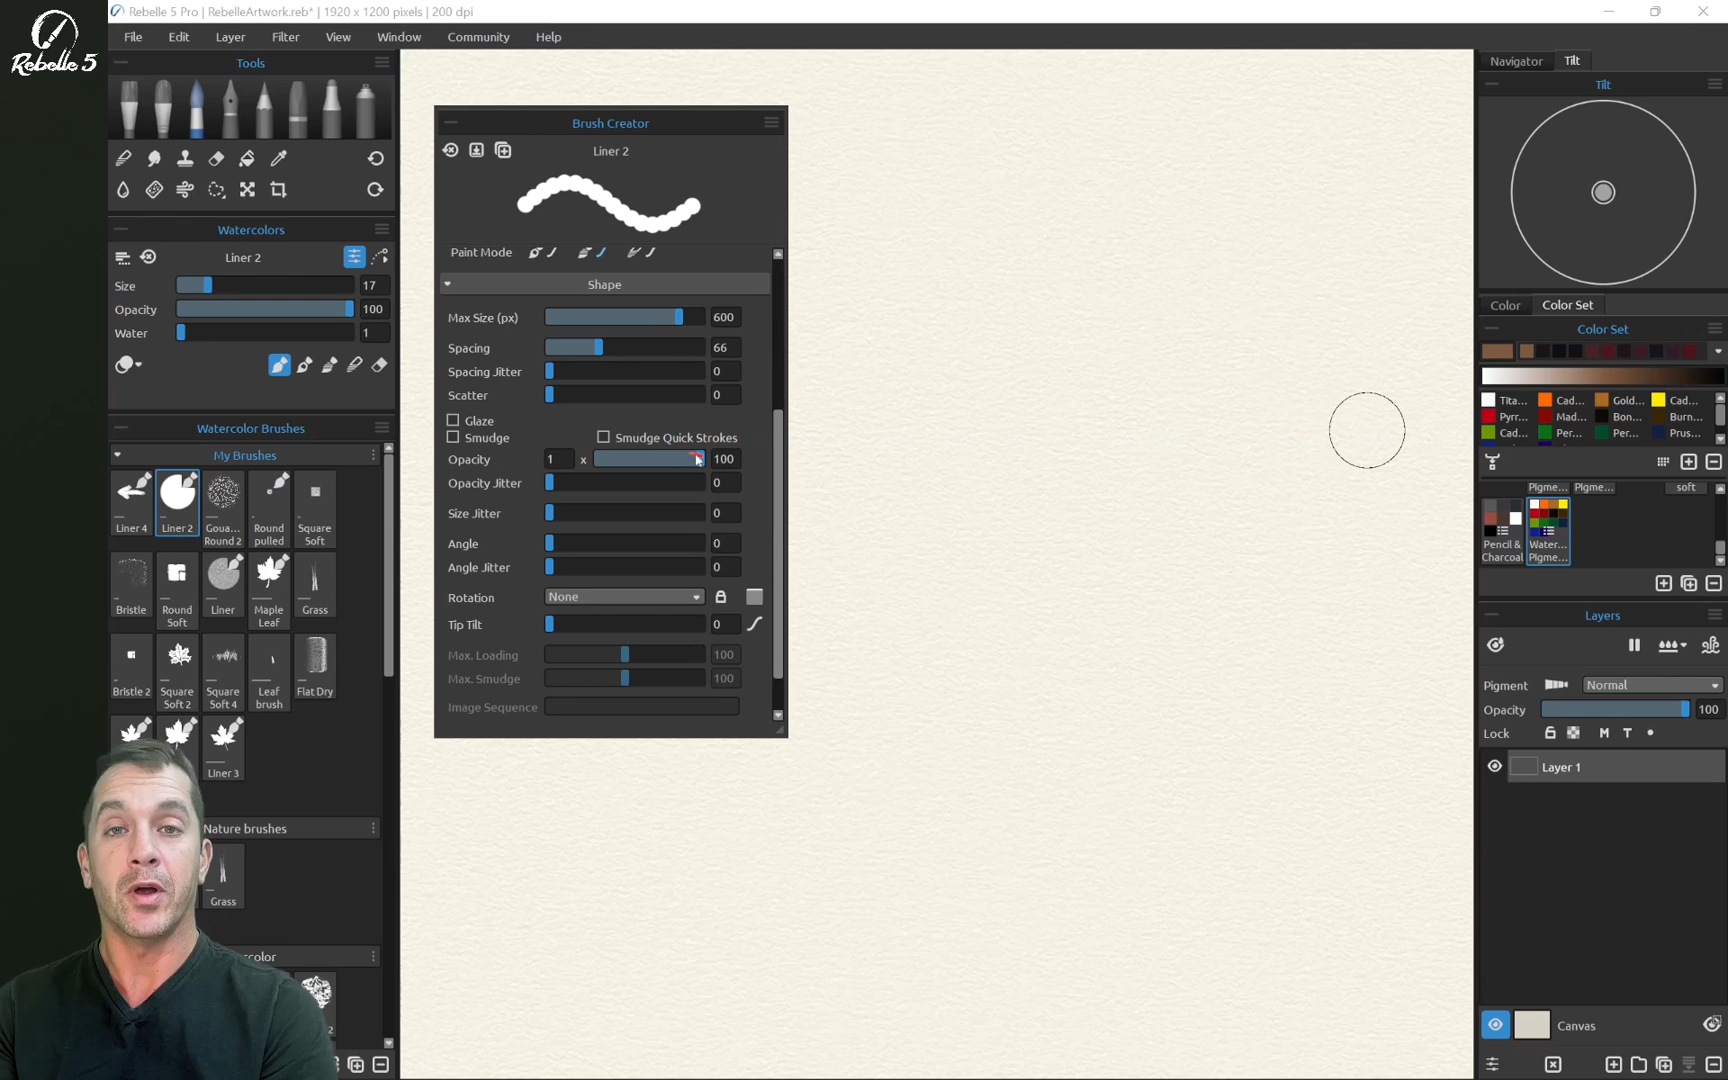 Rebelle 5 Pro | RebelleArtwork.reb* | 1920 x 1200 pixels | 200 dpi
Rebelle 5
File Edit Layer Filter View Window Community Help
Tools
Watercolors
Liner 2
Size 17
Opacity 100
Water 1
Watercolor Brushes
My Brushes
Liner 4 Liner 2 Goua... Round 2 Round pulled Square Soft
Bristle Round Soft Liner Maple Leaf Grass
Bristle 2 Square Soft 2 Square Soft 4 Leaf brush Flat Dry
Liner 3
Nature brushes
Grass
Brush Creator
Liner 2
Paint Mode
Shape
Max Size (px) 600
Spacing 66
Spacing Jitter 0
Scatter 0
Glaze
Smudge Smudge Quick Strokes
Opacity 1 x 100
Opacity Jitter 0
Size Jitter 0
Angle 0
Angle Jitter 0
Rotation None
Tip Tilt 0
Max. Loading 100
Max. Smudge 100
Image Sequence
Navigator Tilt
Tilt
Color Color Set
Color Set
Tita... Cad... Gold... Cad...
Pyrr... Mad... Bon... Burn...
Cad... Per... Per... Prus...
Pigme... Pigme... soft
Pencil & Charcoal Water... Pigme...
Layers
Pigment Normal
Opacity 100
Lock M T
Layer 1
Canvas